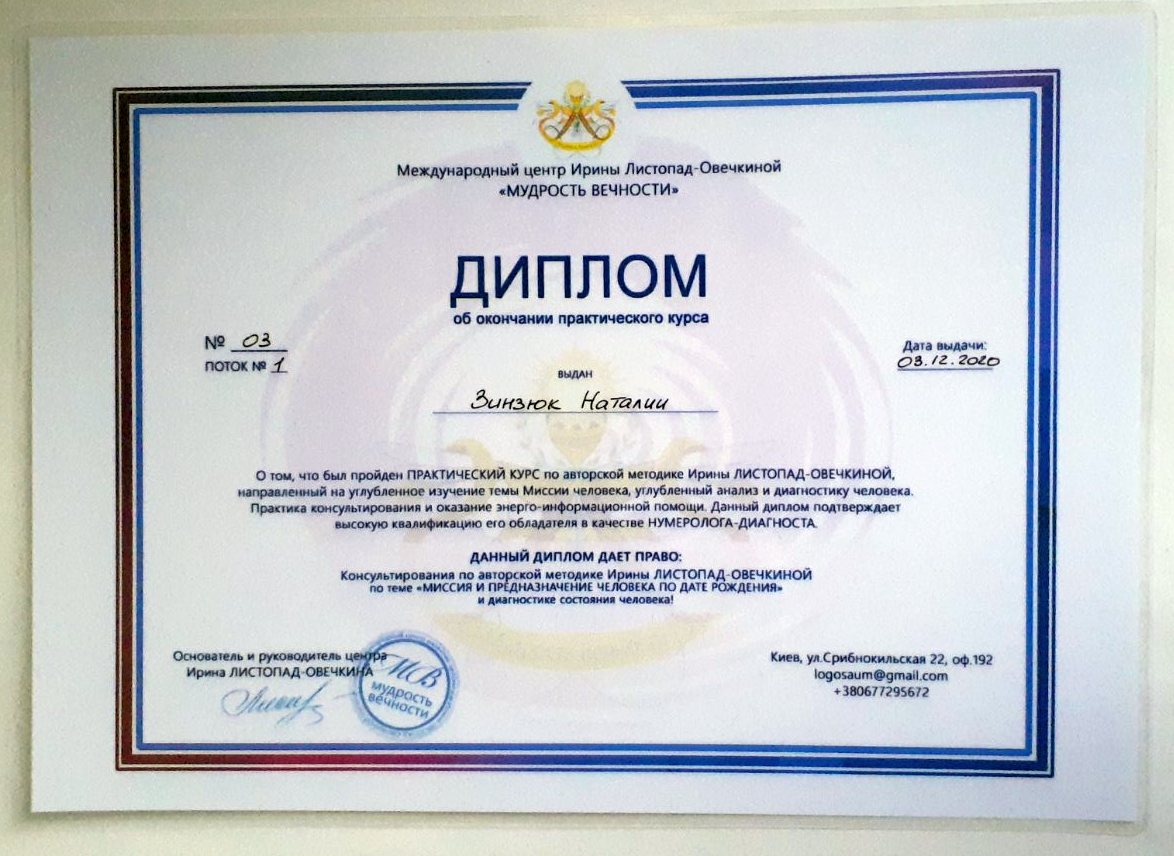 Международный центр Ирины Листопад-Овечкиной
«МУДРОСТЬ ВЕЧНОСТИ»
ДИПЛОМ
об окончании практического курса
№ 03
ПОТОК № 1
Дата выдачи:
03.12.2020
ВЫДАН
Зинзюк Наталии
О том, что был пройден ПРАКТИЧЕСКИЙ КУРС по авторской методике Ирины ЛИСТОПАД-ОВЕЧКИНОЙ,
направленный на углубленное изучение темы Миссии человека, углубленный анализ и диагностику человека.
Практика консультирования и оказание энерго-информационной помощи. Данный диплом подтверждает
высокую квалификацию его обладателя в качестве НУМЕРОЛОГА-ДИАГНОСТА.
ДАННЫЙ ДИПЛОМ ДАЕТ ПРАВО:
Консультирования по авторской методике Ирины ЛИСТОПАД-ОВЕЧКИНОЙ
по теме «МИССИЯ И ПРЕДНАЗНАЧЕНИЕ ЧЕЛОВЕКА ПО ДАТЕ РОЖДЕНИЯ»
и диагностике состояния человека!
Основатель и руководитель центра
Ирина ЛИСТОПАД-ОВЕЧКИНА
МВ
мудрость
вечности
Киев, ул.Срибнокильская 22, оф.192
logosaum@gmail.com
+380677295672